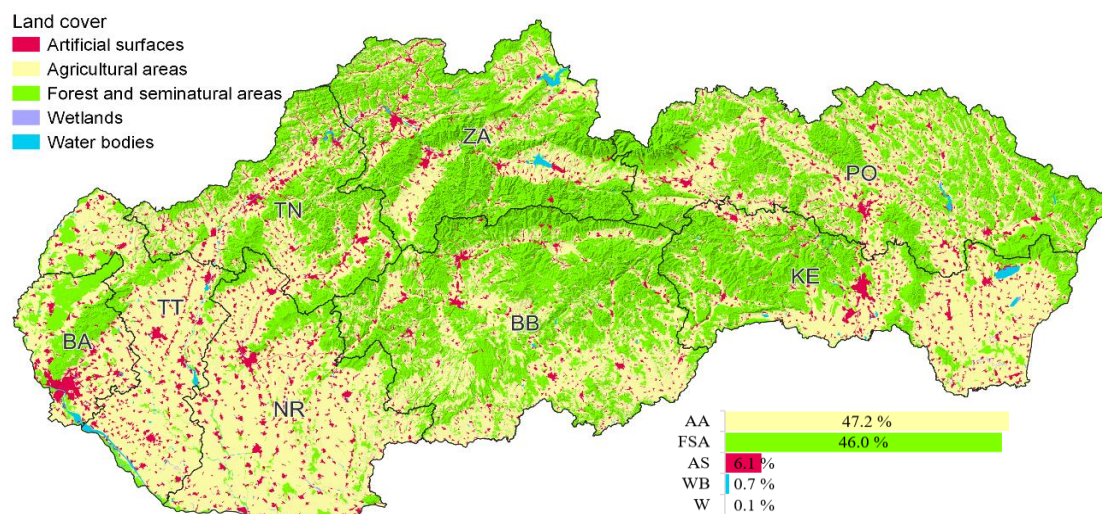 Land cover
Artificial surfaces
Agricultural areas
Forest and seminatural areas
Wetlands
Water bodies
ZA
PO
TN
KE
TT
BB
BA
NR
AA 47.2 %
FSA 46.0 %
AS 6.1 %
WB 0.7 %
W 0.1 %